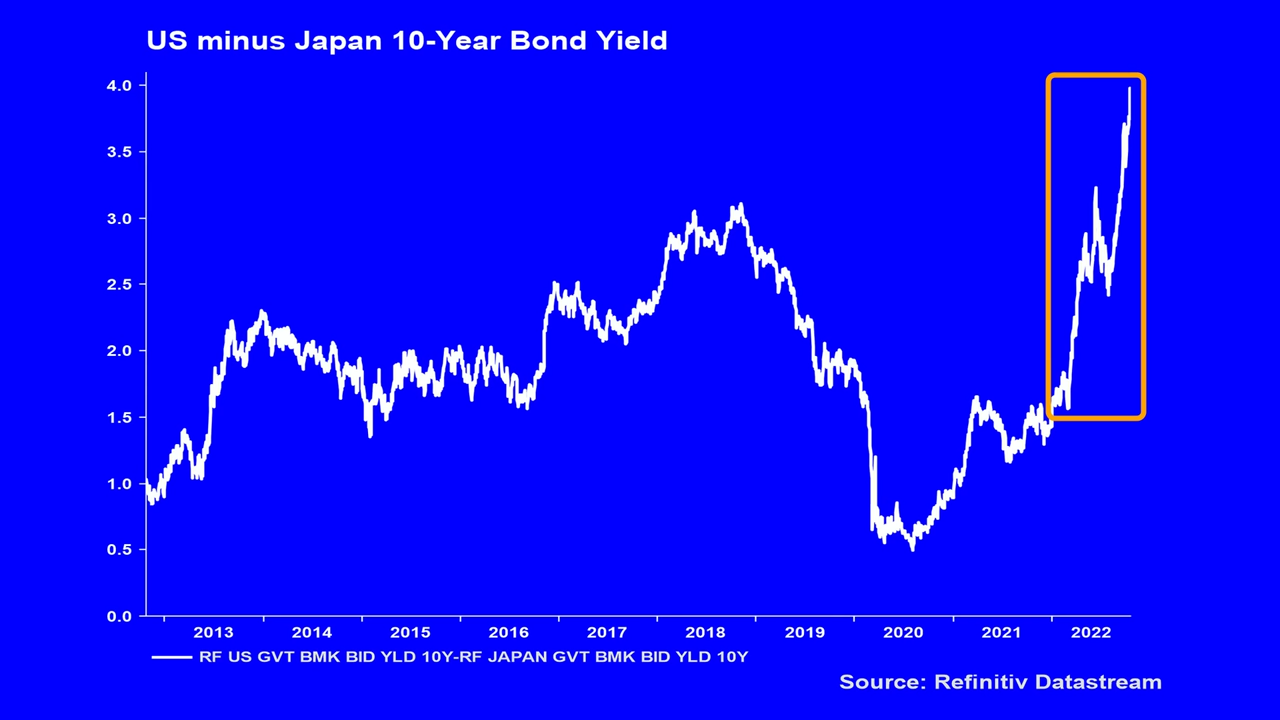 US minus Japan 10-Year Bond Yield
4.0
3.5
3.0
2.5
2.0
1.5
1.0
0.5
0.0
2013 2014 2015 2016 2017 2018 2019 2020 2021 2022
RF US GVT BMK BID YLD 10Y-RF JAPAN GVT BMK BID YLD 10Y
Source: Refinitiv Datastream